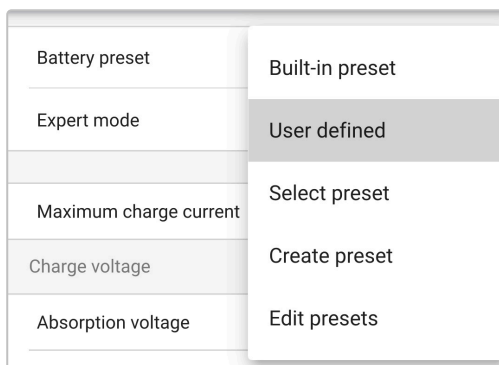 Battery preset
Built-in preset
Expert mode
User defined
Select preset
Maximum charge current
Create preset
Charge voltage
Absorption voltage
Edit presets